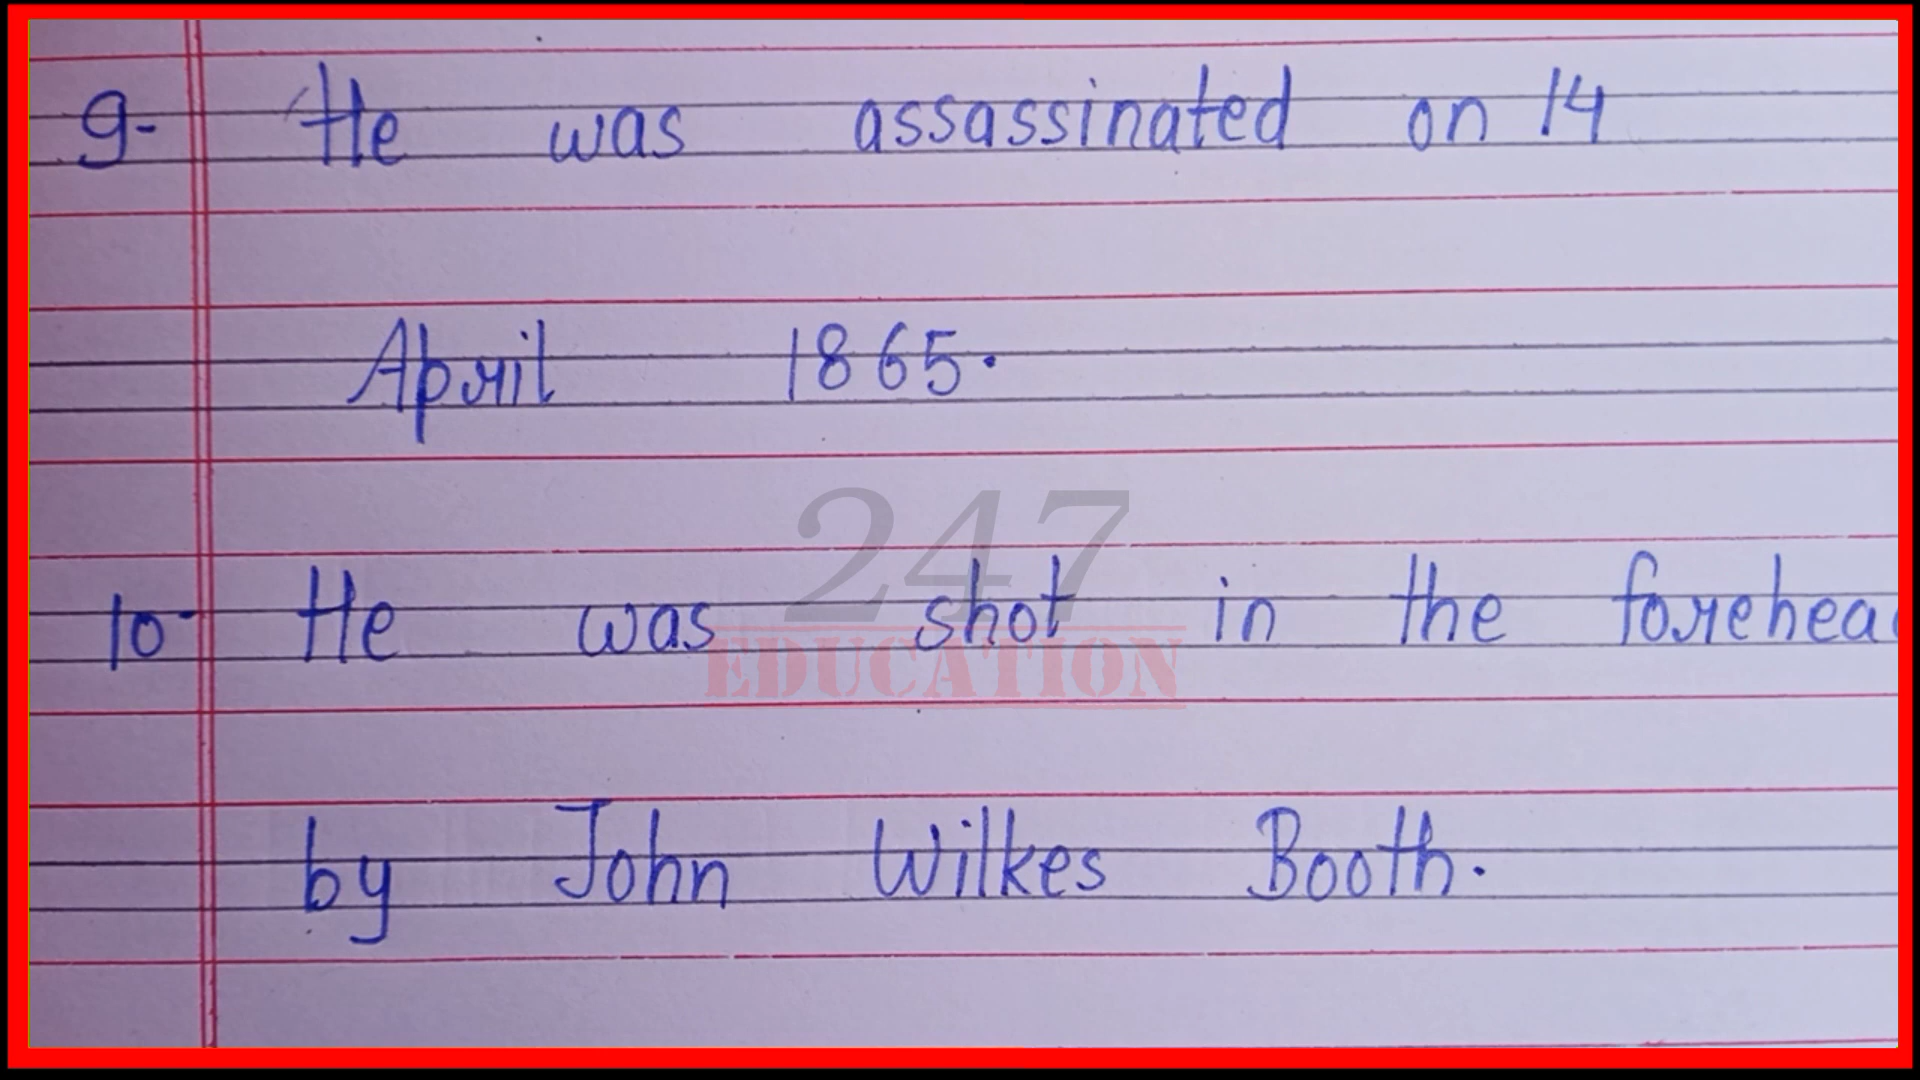 9- He was assassinated on 14
April 1865.
247
10- He was shot in the forehea
EDUCATION
by John Wilkes Booth.